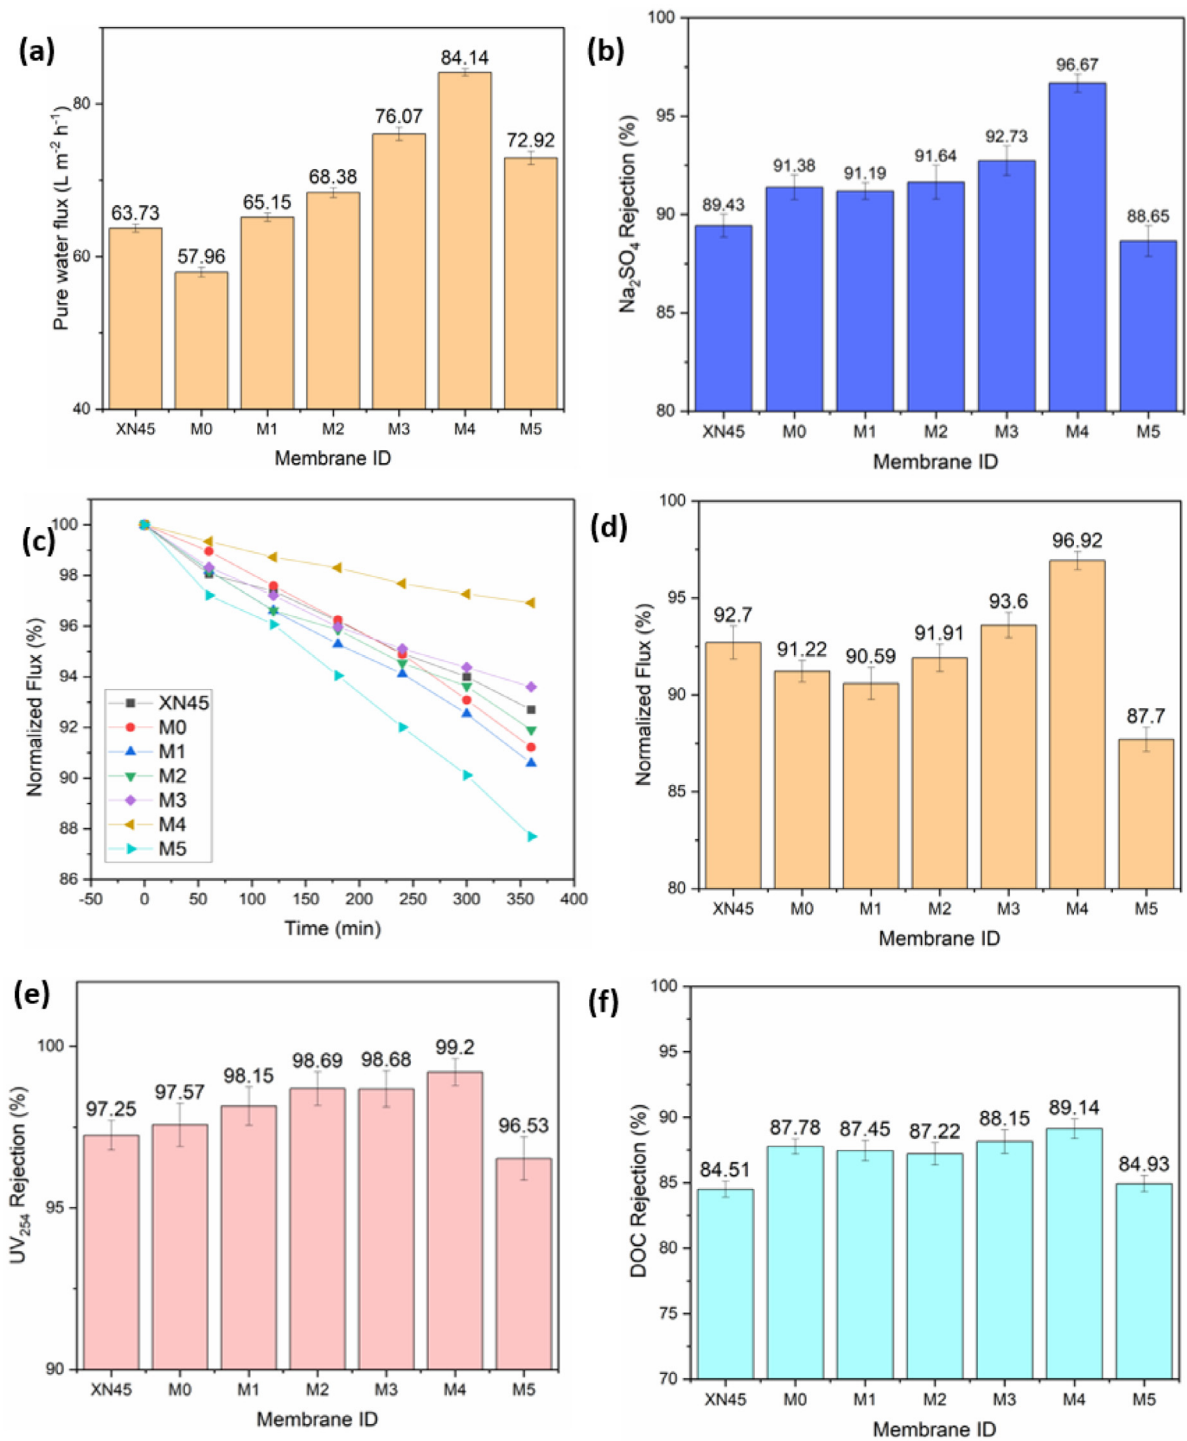 (a)
Pure water flux (L m⁻² h⁻¹)
80
60
40
63.73
57.96
65.15
68.38
76.07
84.14
72.92
XN45 M0 M1 M2 M3 M4 M5
Membrane ID
(b)
Na₂SO₄ Rejection (%)
100
95
90
85
80
89.43
91.38
91.19
91.64
92.73
96.67
88.65
XN45 M0 M1 M2 M3 M4 M5
Membrane ID
(c)
Normalized Flux (%)
100
98
96
94
92
90
88
86
XN45
M0
M1
M2
M3
M4
M5
-50 0 50 100 150 200 250 300 350 400
Time (min)
(d)
Normalized Flux (%)
100
95
90
85
80
92.7
91.22
90.59
91.91
93.6
96.92
87.7
XN45 M0 M1 M2 M3 M4 M5
Membrane ID
(e)
UV₂₅₄ Rejection (%)
100
95
90
97.25
97.57
98.15
98.69
98.68
99.2
96.53
XN45 M0 M1 M2 M3 M4 M5
Membrane ID
(f)
DOC Rejection (%)
100
95
90
85
80
75
70
84.51
87.78
87.45
87.22
88.15
89.14
84.93
XN45 M0 M1 M2 M3 M4 M5
Membrane ID